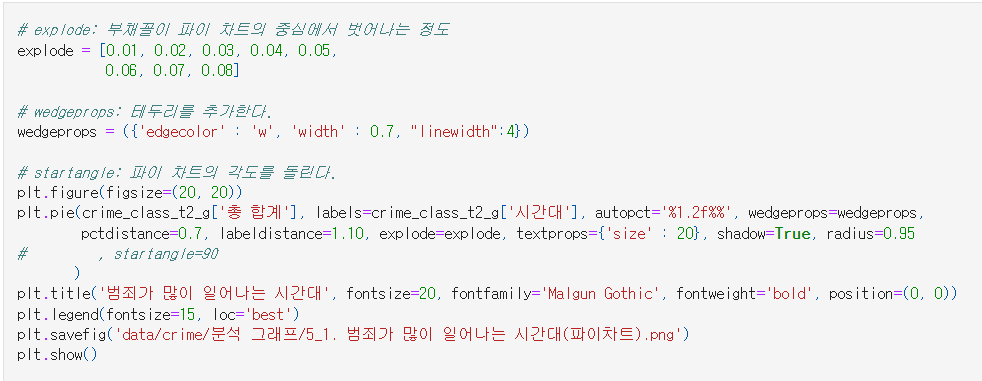 # explode: 부채꼴이 파이 차트의 중심에서 벗어나는 정도
explode = [0.01, 0.02, 0.03, 0.04, 0.05,
           0.06, 0.07, 0.08]
# wedgeprops: 테두리를 추가한다.
wedgeprops = ({'edgecolor' : 'w', 'width' : 0.7, "linewidth":4})
# startangle: 파이 차트의 각도를 돌린다.
plt.figure(figsize=(20, 20))
plt.pie(crime_class_t2_g['총 합계'], labels=crime_class_t2_g['시간대'], autopct='%1.2f%%', wedgeprops=wedgeprops,
        pctdistance=0.7, labeldistance=1.10, explode=explode, textprops={'size' : 20}, shadow=True, radius=0.95
#         , startangle=90
       )
plt.title('범죄가 많이 일어나는 시간대', fontsize=20, fontfamily='Malgun Gothic', fontweight='bold', position=(0, 0))
plt.legend(fontsize=15, loc='best')
plt.savefig('data/crime/분석 그래프/5_1. 범죄가 많이 일어나는 시간대(파이차트).png')
plt.show()